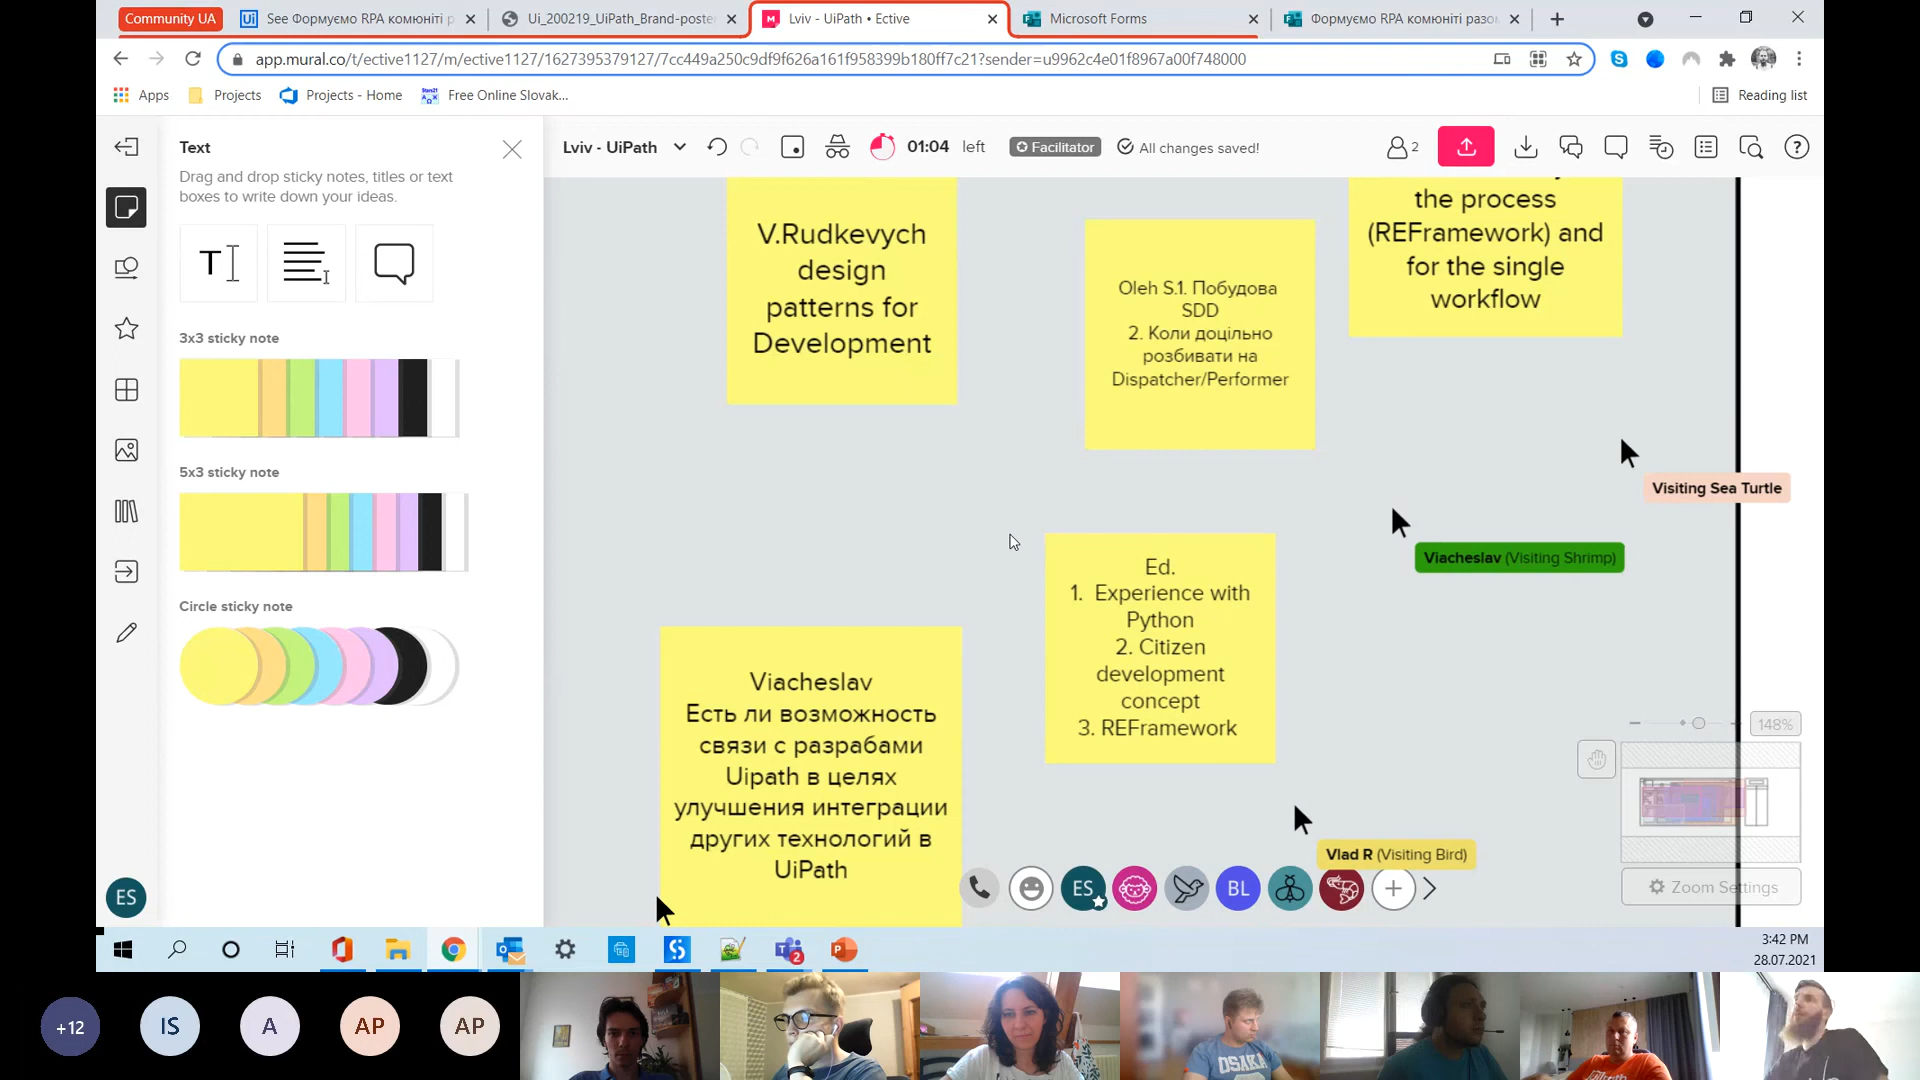 Community UA
See Формуємо RPA комюніті р
Ui_200219_UiPath_Brand-poste
Lviv - UiPath • Ective
Microsoft Forms
Формуємо RPA комюніті разо
app.mural.co/t/ective1127/m/ective1127/1627395379127/7cc449a250c9df9f626a161f958399b180ff7c21?sender=u9962c4e01f8967a00f748000
Apps
Projects
Projects - Home
Free Online Slovak...
Reading list
Text
Drag and drop sticky notes, titles or text
boxes to write down your ideas.
3x3 sticky note
5x3 sticky note
Circle sticky note
Lviv - UiPath
01:04 left
Facilitator
All changes saved!
2
V.Rudkevych
design
patterns for
Development
Oleh S.1. Побудова
SDD
2. Коли доцільно
розбивати на
Dispatcher/Performer
the process
(REFramework) and
for the single
workflow
Visiting Sea Turtle
Viacheslav (Visiting Shrimp)
Ed.
1. Experience with
Python
2. Citizen
development
concept
3. REFramework
Viacheslav
Есть ли возможность
связи с разрабами
Uipath в целях
улучшения интеграции
других технологий в
UiPath
Vlad R (Visiting Bird)
148%
Zoom Settings
ES
ES
BL
3:42 PM
28.07.2021
+12
IS
A
AP
AP
OSAKA